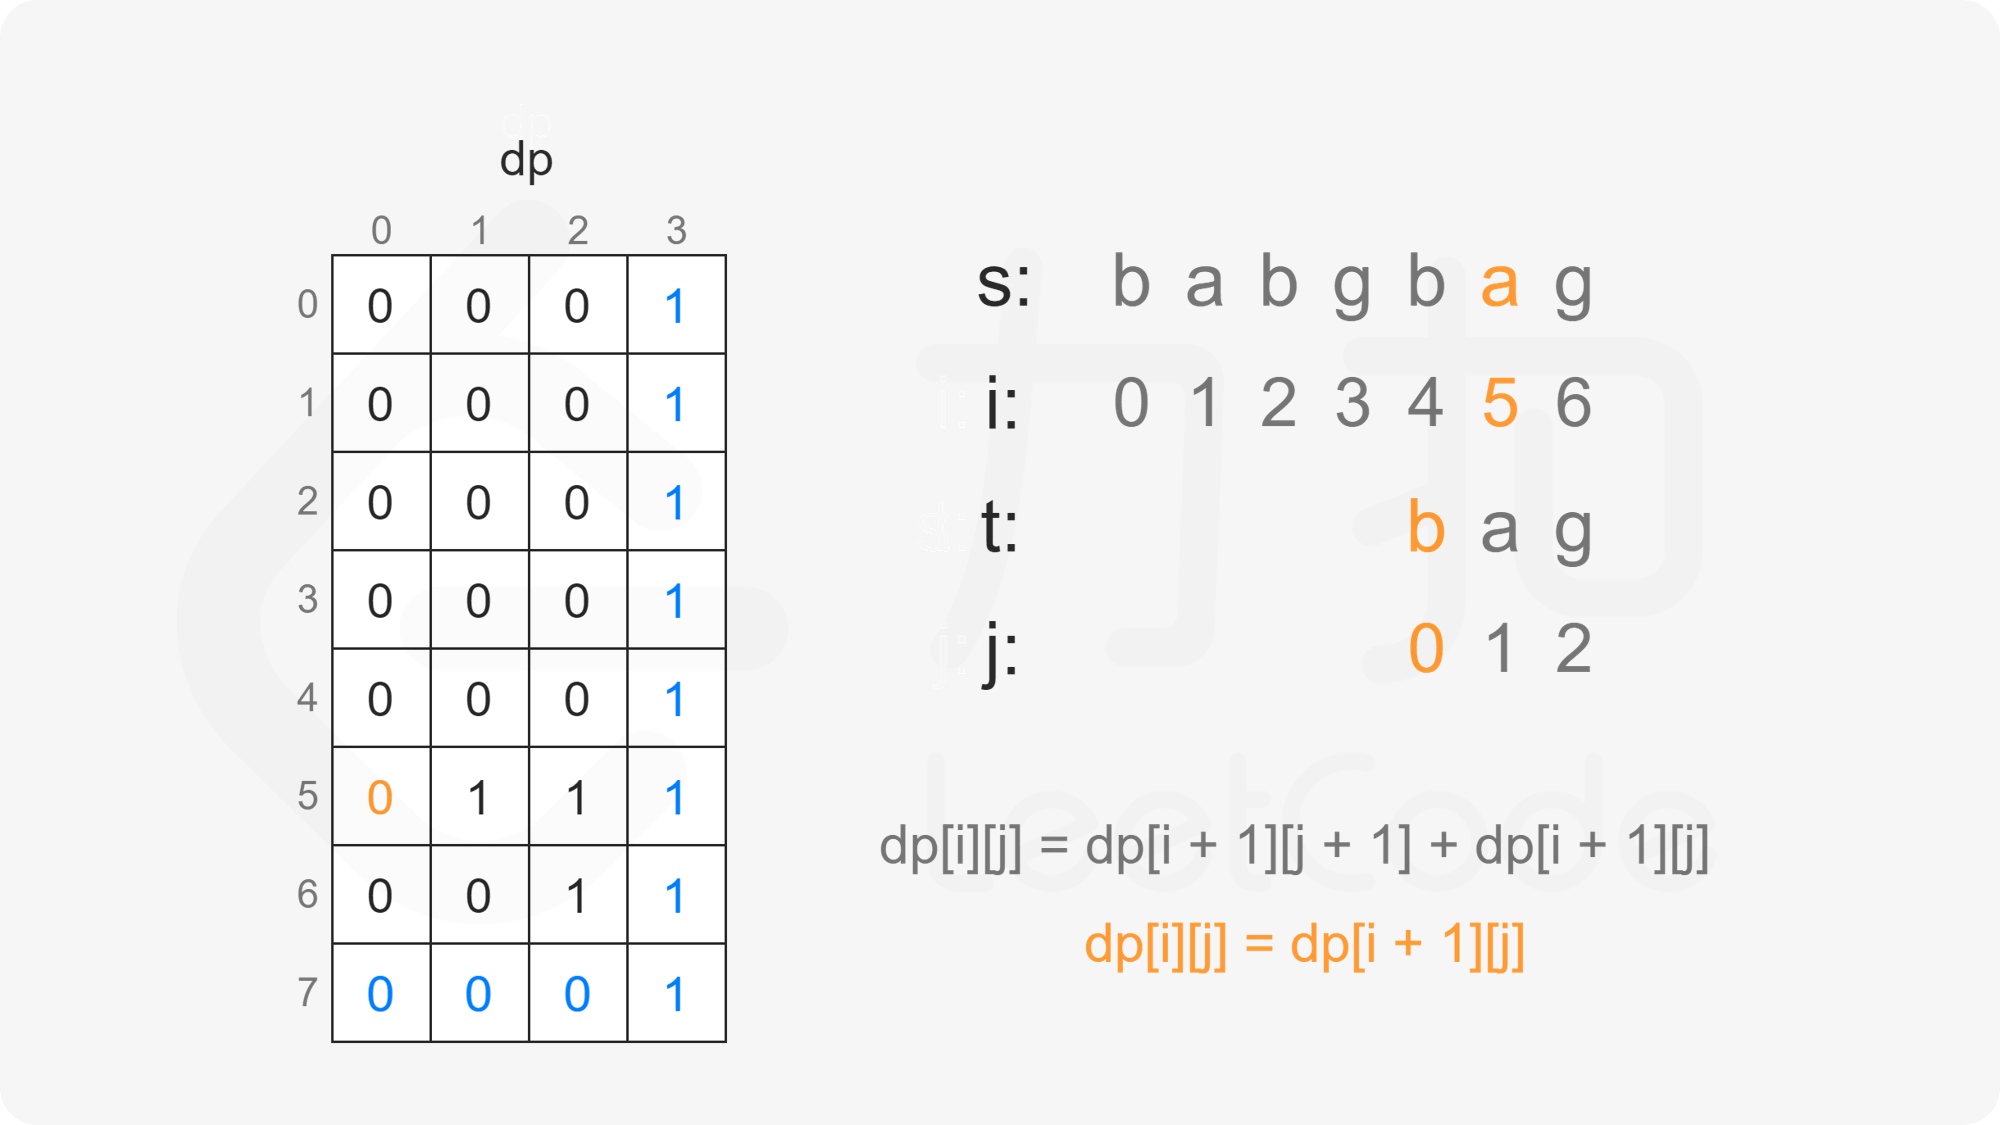 dp
0 1 2 3
0 0 0 0 1
1 0 0 0 1
2 0 0 0 1
3 0 0 0 1
4 0 0 0 1
5 0 1 1 1
6 0 0 1 1
7 0 0 0 1
s: b a b g b a g
i: 0 1 2 3 4 5 6
t: b a g
j: 0 1 2
dp[i][j] = dp[i + 1][j + 1] + dp[i + 1][j]
dp[i][j] = dp[i + 1][j]
力扣
LeetCode